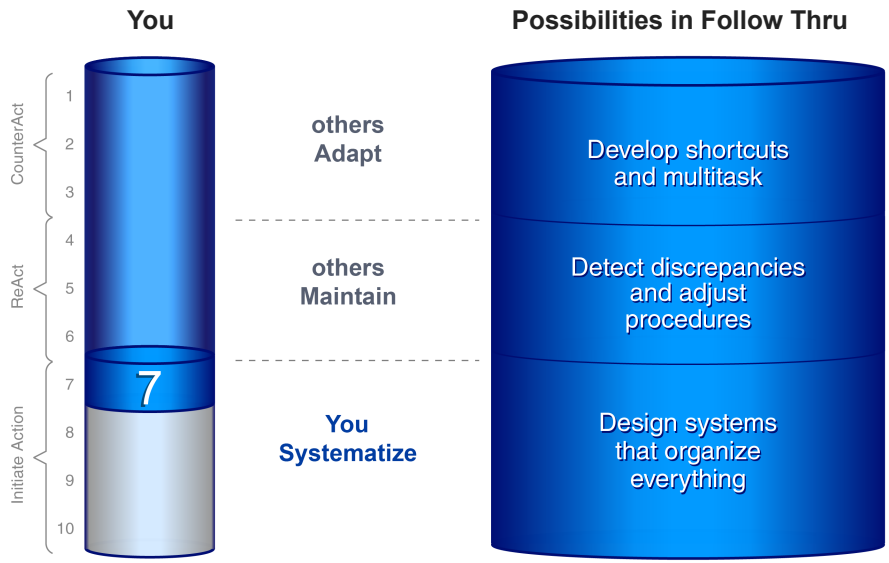 You
Possibilities in Follow Thru
CounterAct
1
2
3
others
Adapt
Develop shortcuts
and multitask
ReAct
4
5
6
others
Maintain
Detect discrepancies
and adjust
procedures
Initiate Action
7
7
8
9
10
You
Systematize
Design systems
that organize
everything